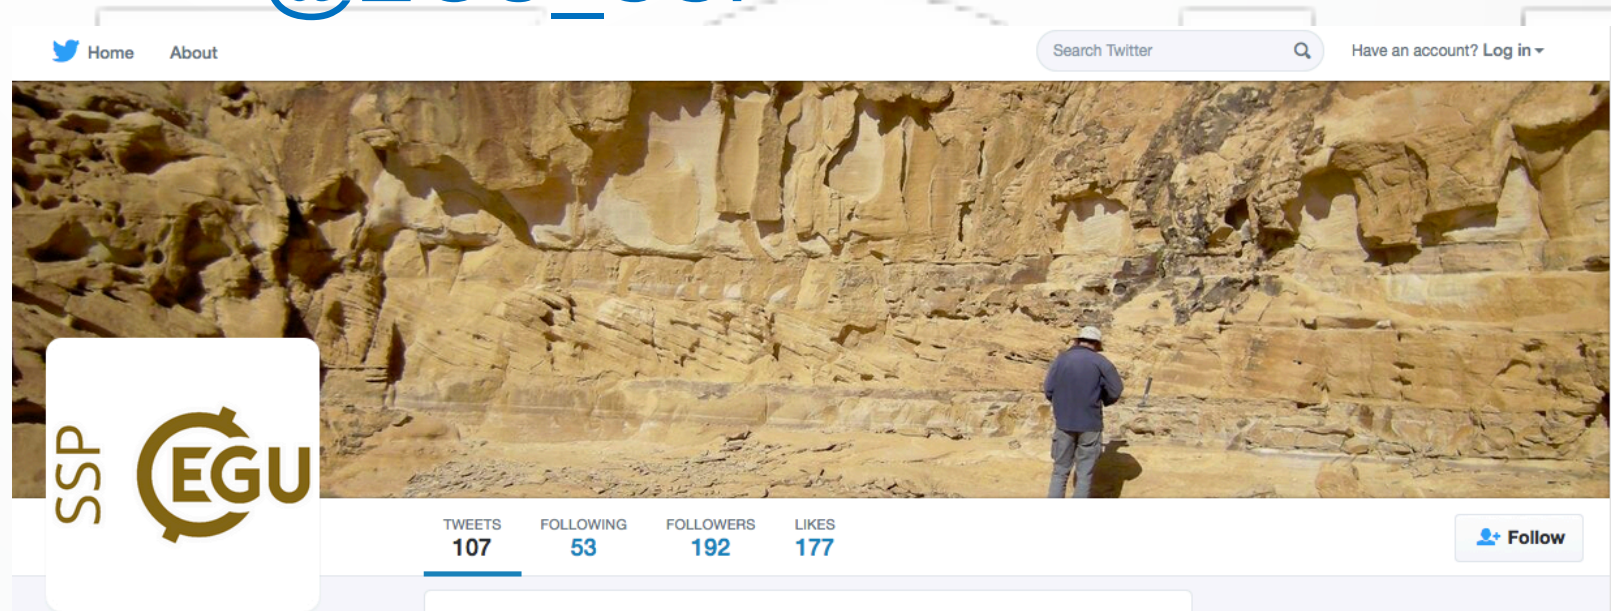 Home About Search Twitter Have an account? Log in
SSP EGU
TWEETS FOLLOWING FOLLOWERS LIKES
107 53 192 177
Follow